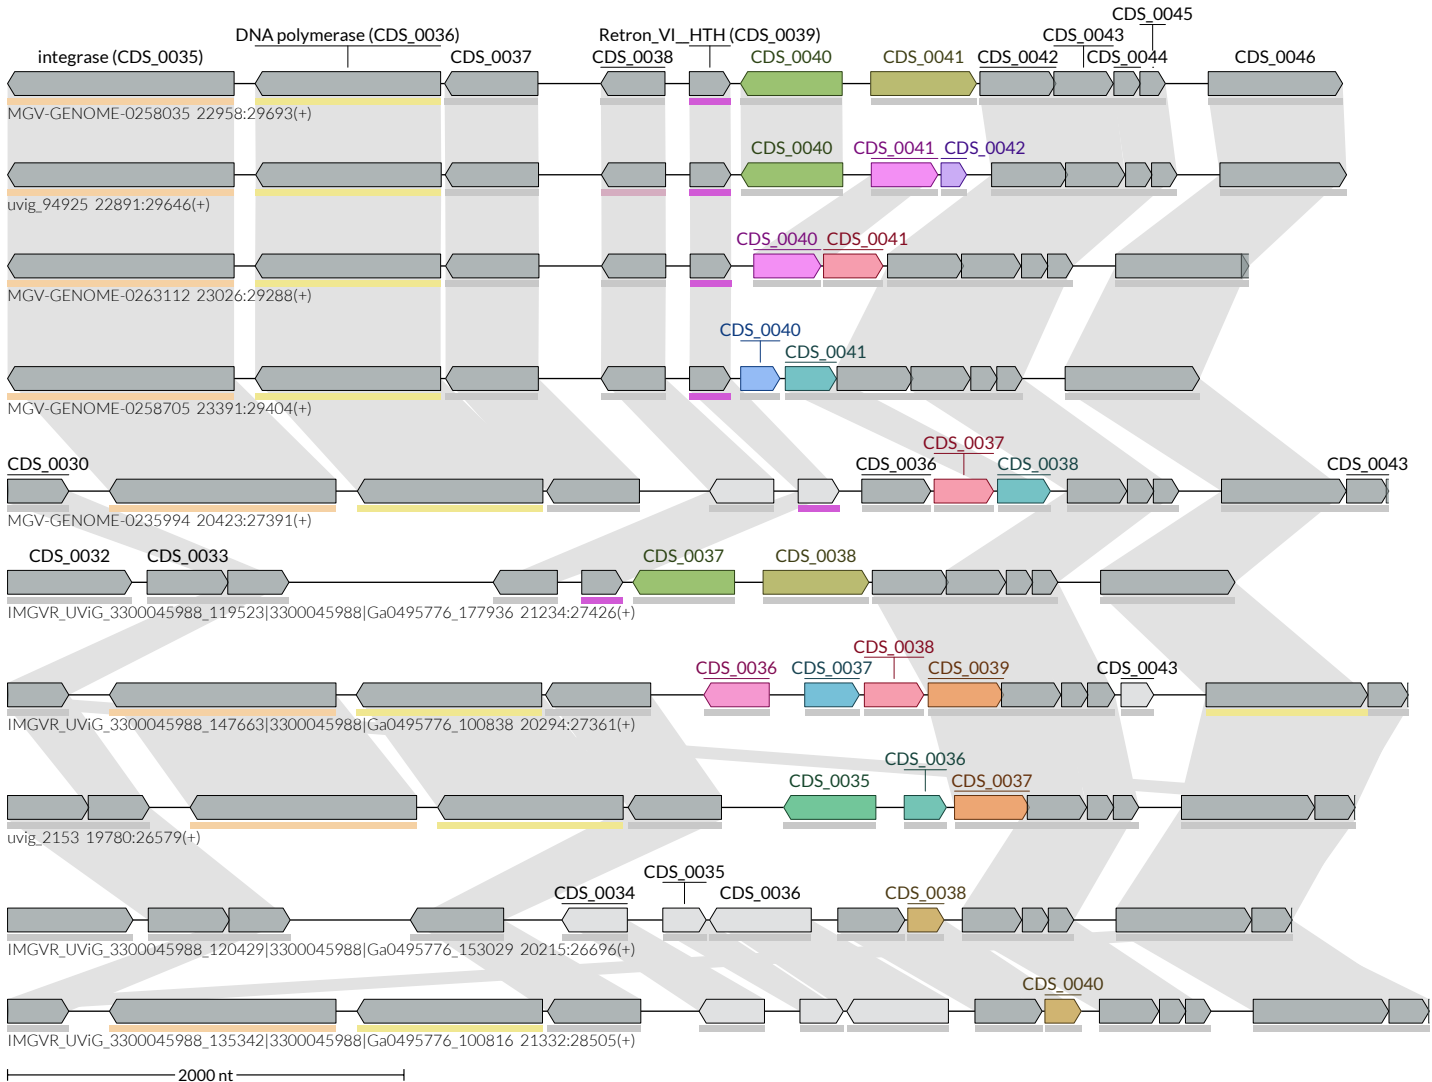 CDS_0045
DNA polymerase (CDS_0036) Retron_VI__HTH (CDS_0039) CDS_0043
integrase (CDS_0035) CDS_0037 CDS_0038 CDS_0040 CDS_0041 CDS_0042 CDS_0044 CDS_0046
MGV-GENOME-0258035 22958:29693(+)
CDS_0040 CDS_0041 CDS_0042
uvig_94925 22891:29646(+)
CDS_0040 CDS_0041
MGV-GENOME-0263112 23026:29288(+)
CDS_0040
CDS_0041
MGV-GENOME-0258705 23391:29404(+)
CDS_0037
CDS_0030 CDS_0036 CDS_0038 CDS_0043
MGV-GENOME-0235994 20423:27391(+)
CDS_0032 CDS_0033 CDS_0037 CDS_0038
IMGVR_UViG_3300045988_119523|3300045988|Ga0495776_177936 21234:27426(+)
CDS_0038
CDS_0036 CDS_0037 CDS_0039 CDS_0043
IMGVR_UViG_3300045988_147663|3300045988|Ga0495776_100838 20294:27361(+)
CDS_0036
CDS_0035 CDS_0037
uvig_2153 19780:26579(+)
CDS_0035
CDS_0034 CDS_0036 CDS_0038
IMGVR_UViG_3300045988_120429|3300045988|Ga0495776_153029 20215:26696(+)
CDS_0040
IMGVR_UViG_3300045988_135342|3300045988|Ga0495776_100816 21332:28505(+)
2000 nt